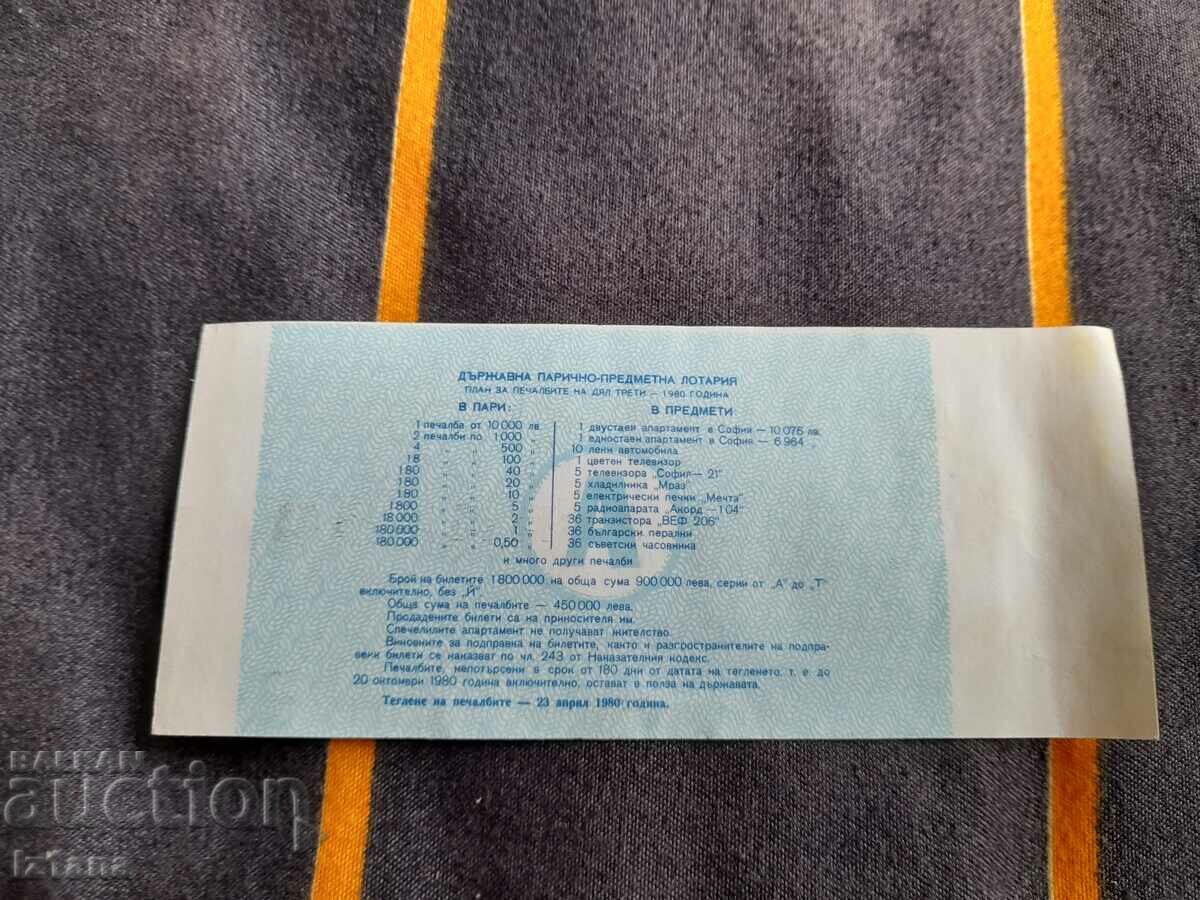 ДЪРЖАВНА ПАРИЧНО-ПРЕДМЕТНА ЛОТАРИЯ
ПЛАН ЗА ПЕЧАЛБИТЕ НА ДЯЛ ТРЕТИ — 1980 ГОДИНА
В ПАРИ:
1 печалба от 10 000 лв.
2 печалби по 1 000 „
4 „ „ 500 „
18 „ „ 100 „
180 „ „ 40 „
180 „ „ 20 „
180 „ „ 10 „
1 800 „ „ 5 „
18 000 „ „ 2 „
180 000 „ „ 1 „
180 000 „ „ 0,50 „
В ПРЕДМЕТИ
1 двустаен апартамент в София — 10 076 лв.
1 едностаен апартамент в София — 6 964 „
10 леки автомобила
1 цветен телевизор
5 телевизора „София — 21"
5 хладилника „Мраз"
5 електрически печки „Мечта"
5 радиоапарата „Акорд — 104"
36 транзистора "ВЕФ 206"
36 български перални
36 съветски часовника
и много други печалби
Брой на билетите 1 800 000 на обща сума 900 000 лева, серии от „А" до „Т"
включително, без „Й".
Обща сума на печалбите — 450 000 лева.
Продадените билети са на приносителя им.
Спечелилите апартамент не получават жителство.
Виновните за подправка на билетите, както и разпространителите на подпра-
вени билети се наказват по чл. 243 от Наказателния кодекс.
Печалбите, непотърсени в срок от 180 дни от датата на тегленето, т. е. до
20 октомври 1980 година включително, остават в полза на държавата.
Теглене на печалбите — 23 април 1980 година.
BALKAN
auction
Iztana